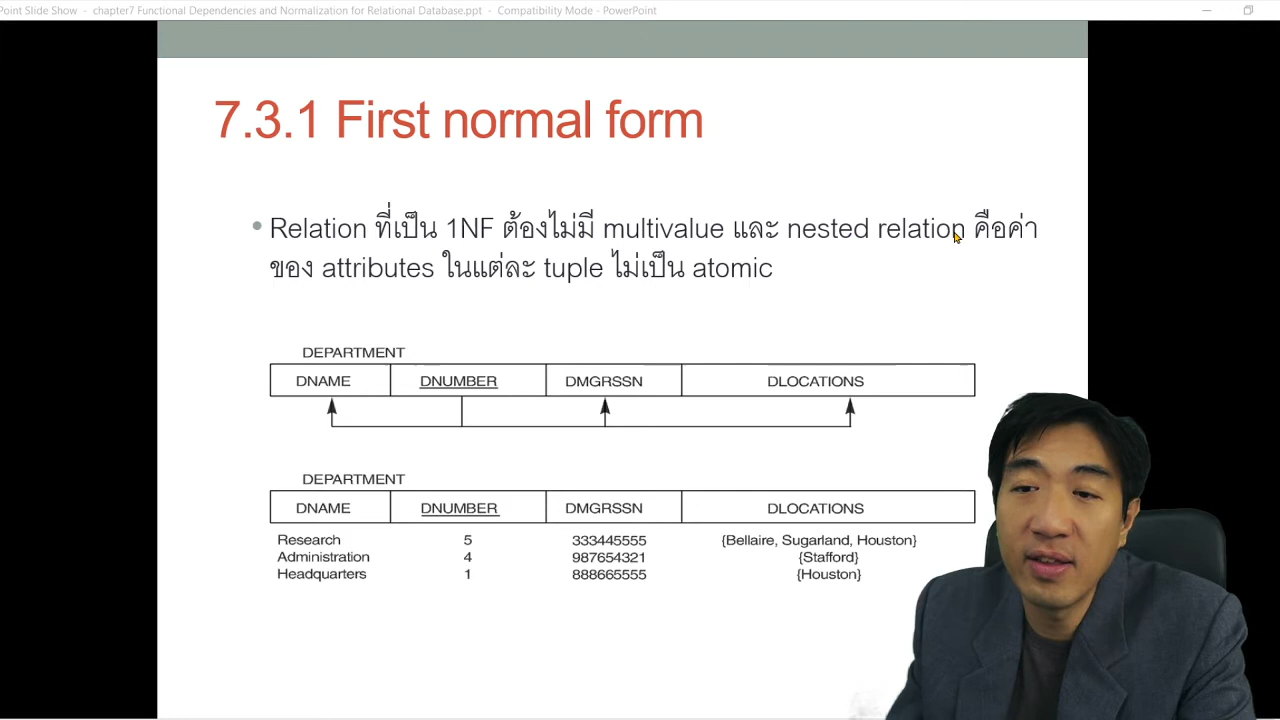 Point Slide Show - chapter7 Functional Dependencies and Normalization for Relational Database.ppt - Compatibility Mode - PowerPoint
7.3.1 First normal form
• Relation ที่เป็น 1NF ต้องไม่มี multivalue และ nested relation คือค่า
ของ attributes ในแต่ละ tuple ไม่เป็น atomic
DEPARTMENT
DNAME DNUMBER DMGRSSN DLOCATIONS
DEPARTMENT
DNAME DNUMBER DMGRSSN DLOCATIONS
Research 5 333445555 {Bellaire, Sugarland, Houston}
Administration 4 987654321 {Stafford}
Headquarters 1 888665555 {Houston}